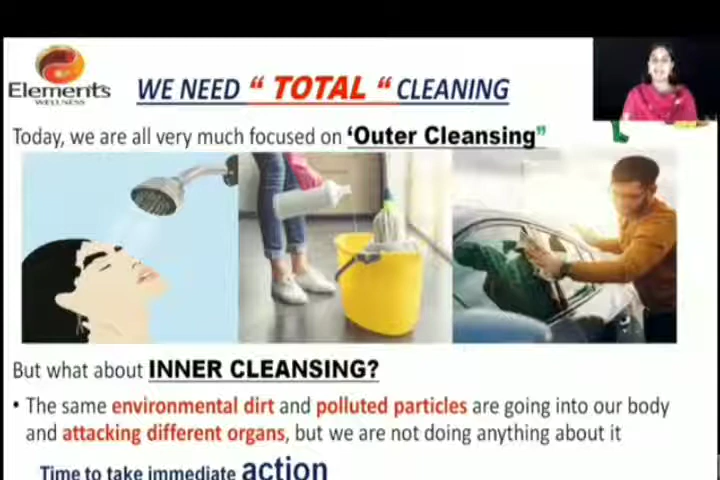 Elements
WELLNESS
WE NEED “ TOTAL “ CLEANING
Today, we are all very much focused on ‘Outer Cleansing”
But what about INNER CLEANSING?
• The same environmental dirt and polluted particles are going into our body
and attacking different organs, but we are not doing anything about it
Time to take immediate action